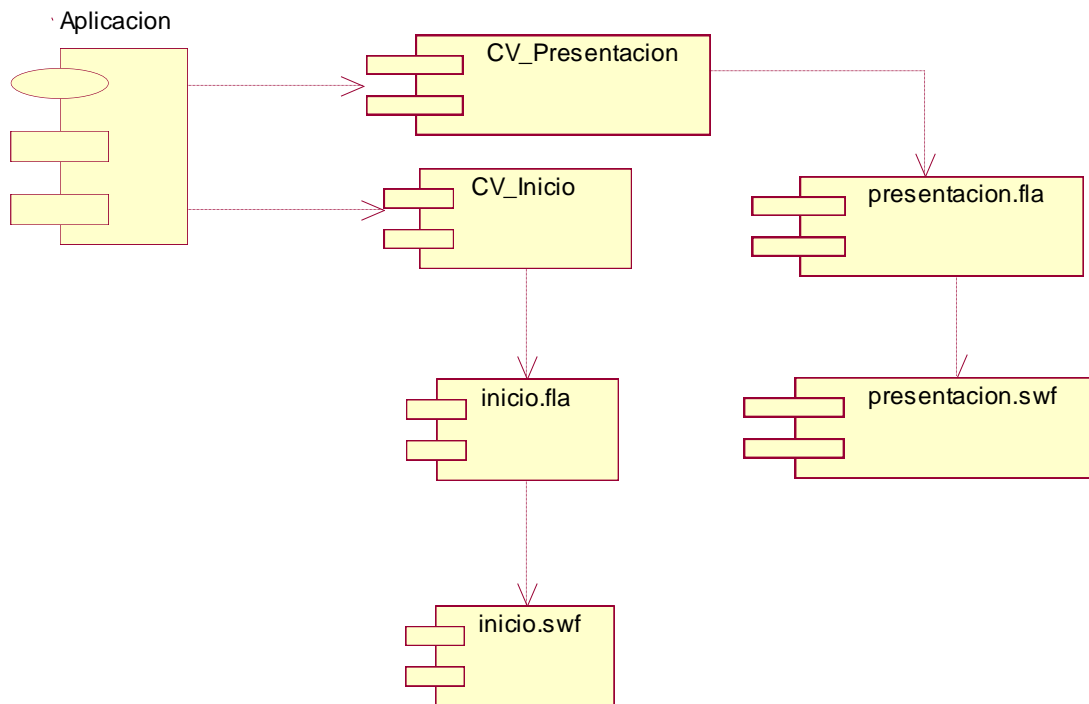 Aplicacion
CV_Presentacion
CV_Inicio
presentacion.fla
inicio.fla
presentacion.swf
inicio.swf